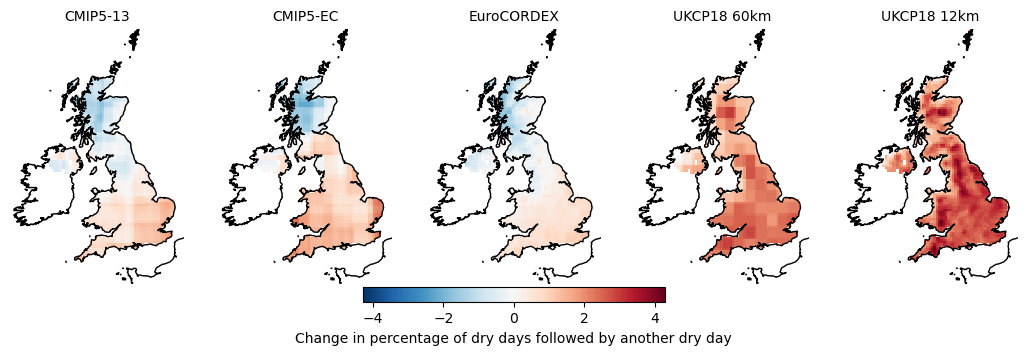 CMIP5-13 CMIP5-EC EuroCORDEX UKCP18 60km UKCP18 12km
−4 −2 0 2 4
Change in percentage of dry days followed by another dry day